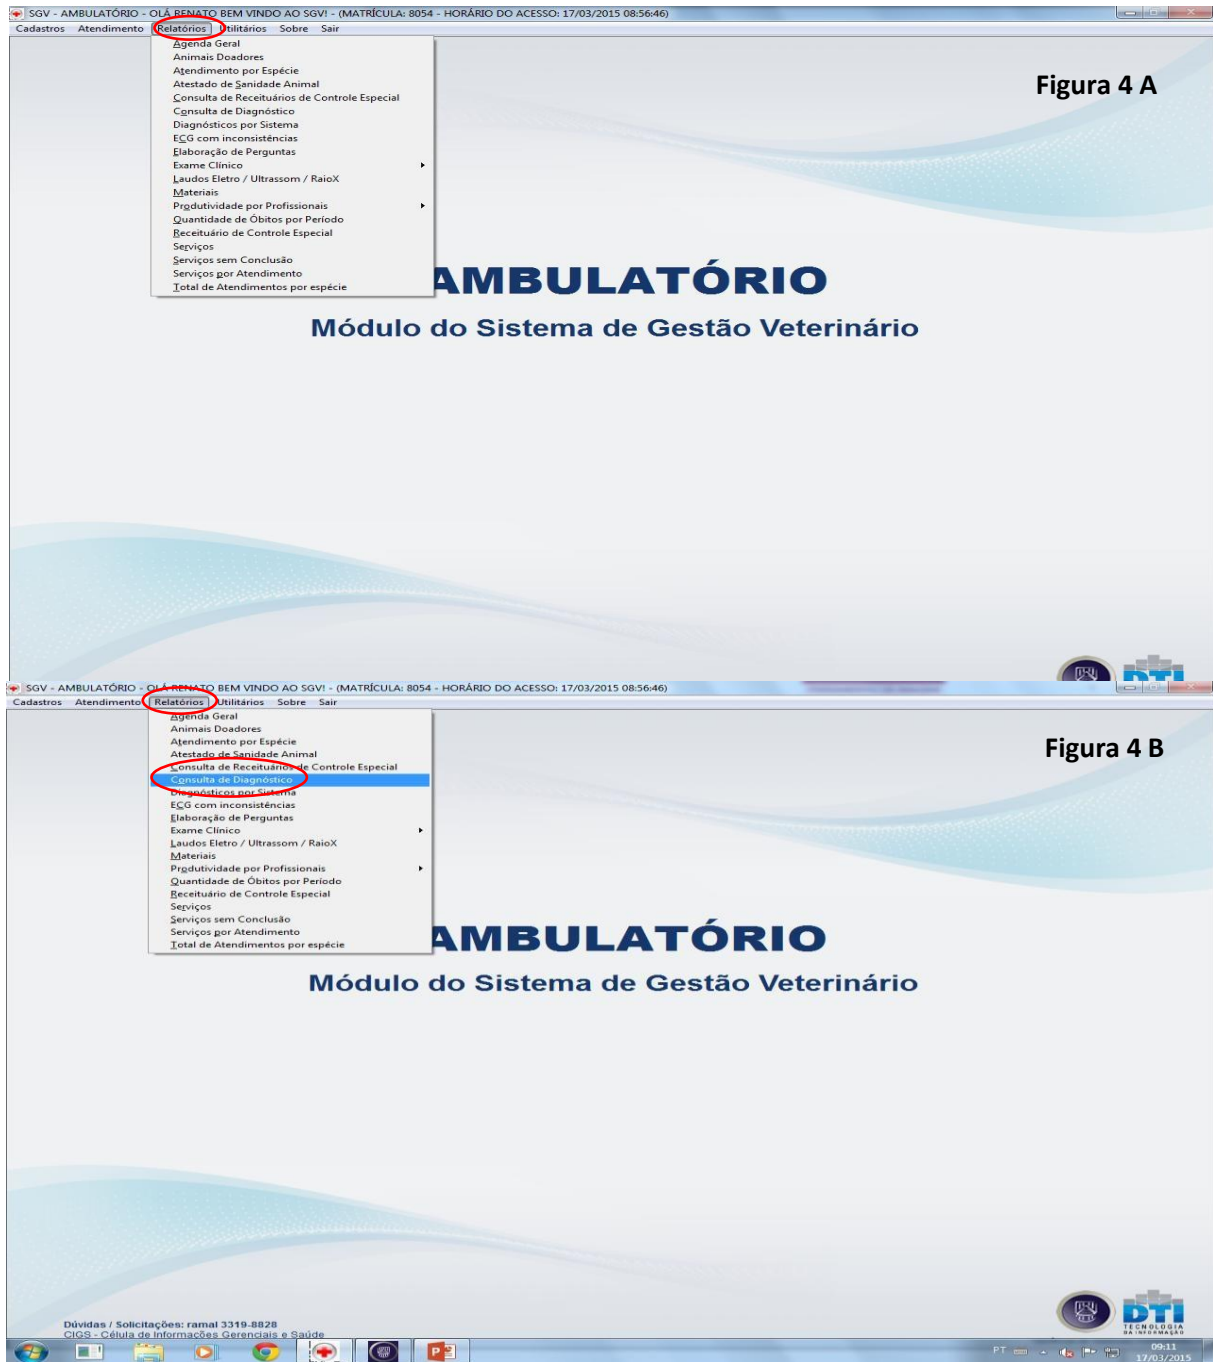 SGV - AMBULATÓRIO - OLÁ RENATO BEM VINDO AO SGV! - (MATRÍCULA: 8054 - HORÁRIO DO ACESSO: 17/03/2015 08:56:46)
Cadastros Atendimento Relatórios Utilitários Sobre Sair
Agenda Geral
Animais Doadores
Atendimento por Espécie
Atestado de Sanidade Animal
Consulta de Receituários de Controle Especial
Consulta de Diagnóstico
Diagnósticos por Sistema
ECG com inconsistências
Elaboração de Perguntas
Exame Clínico
Laudos Eletro / Ultrassom / RaioX
Materiais
Produtividade por Profissionais
Quantidade de Óbitos por Período
Receituário de Controle Especial
Serviços
Serviços sem Conclusão
Serviços por Atendimento
Total de Atendimentos por espécie
Figura 4 A
AMBULATÓRIO
Módulo do Sistema de Gestão Veterinário
DTI
SGV - AMBULATÓRIO - OLÁ RENATO BEM VINDO AO SGV! - (MATRÍCULA: 8054 - HORÁRIO DO ACESSO: 17/03/2015 08:56:46)
Cadastros Atendimento Relatórios Utilitários Sobre Sair
Agenda Geral
Animais Doadores
Atendimento por Espécie
Atestado de Sanidade Animal
Consulta de Receituários de Controle Especial
Consulta de Diagnóstico
Diagnósticos por Sistema
ECG com inconsistências
Elaboração de Perguntas
Exame Clínico
Laudos Eletro / Ultrassom / RaioX
Materiais
Produtividade por Profissionais
Quantidade de Óbitos por Período
Receituário de Controle Especial
Serviços
Serviços sem Conclusão
Serviços por Atendimento
Total de Atendimentos por espécie
Figura 4 B
AMBULATÓRIO
Módulo do Sistema de Gestão Veterinário
DTI
TECNOLOGIA
DA INFORMAÇÃO
Dúvidas / Solicitações: ramal 3319-8828
CIGS - Célula de Informações Gerenciais e Saúde
PT
09:11
17/03/2015